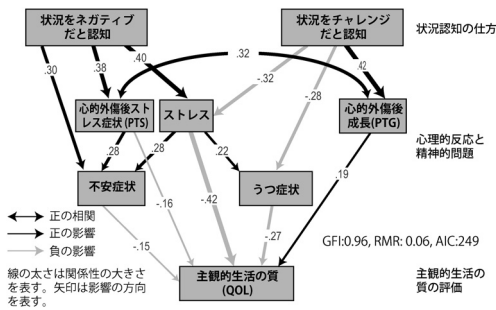 状況をネガティブ
だと認知
状況をチャレンジ
だと認知
状況認知の仕方
.30
.38
.40
.32
-.32
-.28
.42
心的外傷後スト
レス症状 (PTS)
ストレス
心的外傷後
成長(PTG)
心理的反応と
精神的問題
.28
.28
.22
.19
不安症状
うつ症状
-.16
-.42
-.15
-.27
正の相関
正の影響
負の影響
GFI:0.96, RMR: 0.06, AIC:249
線の太さは関係性の大きさ
を表す。矢印は影響の方向
を表す。
主観的生活の質
(QOL)
主観的生活の
質の評価